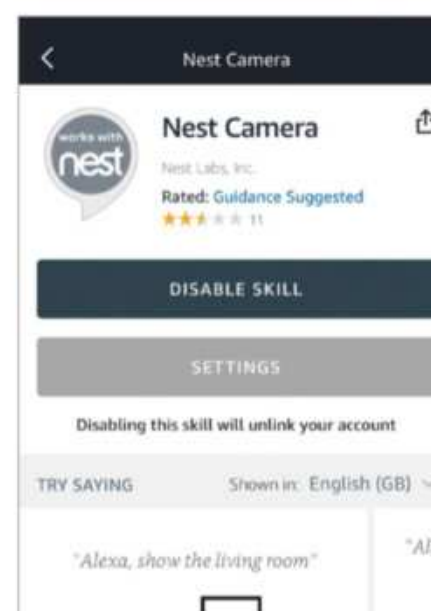 Nest Camera
works with
nest
Nest Camera
Nest Labs, Inc.
Rated: Guidance Suggested
11
DISABLE SKILL
SETTINGS
Disabling this skill will unlink your account
TRY SAYING
Shown in: English (GB)
"Alexa, show the living room"
"Al